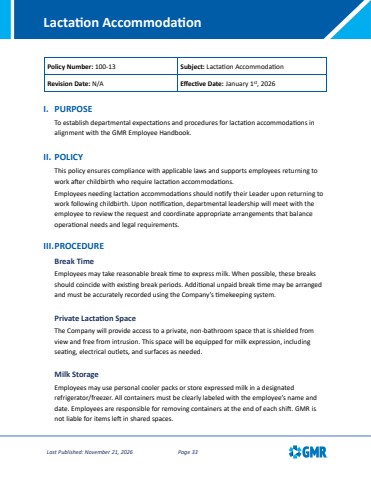 Lactation Accommodation
Policy Number: 100-13
Subject: Lactation Accommodation
Revision Date: N/A
Effective Date: January 1st, 2026
I. PURPOSE
To establish departmental expectations and procedures for lactation accommodations in
alignment with the GMR Employee Handbook.
II. POLICY
This policy ensures compliance with applicable laws and supports employees returning to
work after childbirth who require lactation accommodations.
Employees needing lactation accommodations should notify their Leader upon returning to
work following childbirth. Upon notification, departmental leadership will meet with the
employee to review the request and coordinate appropriate arrangements that balance
operational needs and legal requirements.
III.PROCEDURE
Break Time
Employees may take reasonable break time to express milk. When possible, these breaks
should coincide with existing break periods. Additional unpaid break time may be arranged
and must be accurately recorded using the Company's timekeeping system.
Private Lactation Space
The Company will provide access to a private, non-bathroom space that is shielded from
view and free from intrusion. This space will be equipped for milk expression, including
seating, electrical outlets, and surfaces as needed.
Milk Storage
Employees may use personal cooler packs or store expressed milk in a designated
refrigerator/freezer. All containers must be clearly labeled with the employee's name and
date. Employees are responsible for removing containers at the end of each shift. GMR is
not liable for items left in shared spaces.
Last Published: November 21, 2026
Page 33
GMR